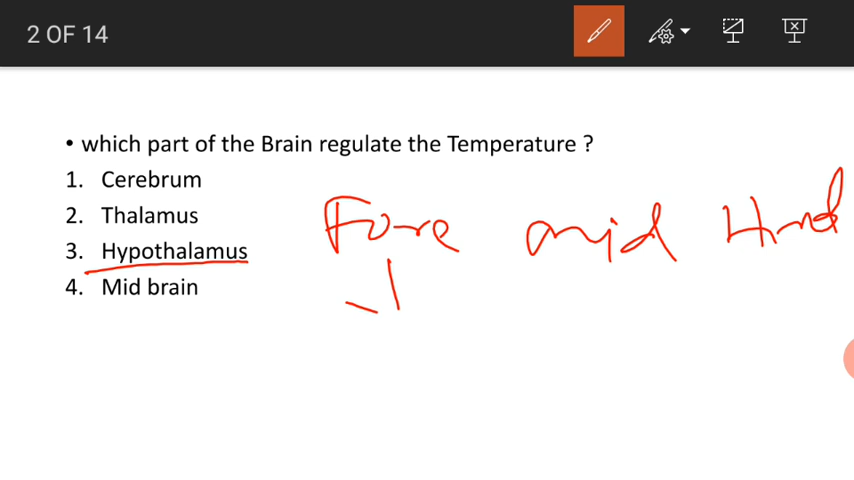 2 OF 14
• which part of the Brain regulate the Temperature ?
1. Cerebrum
2. Thalamus
3. Hypothalamus
4. Mid brain
Fore mid Hind